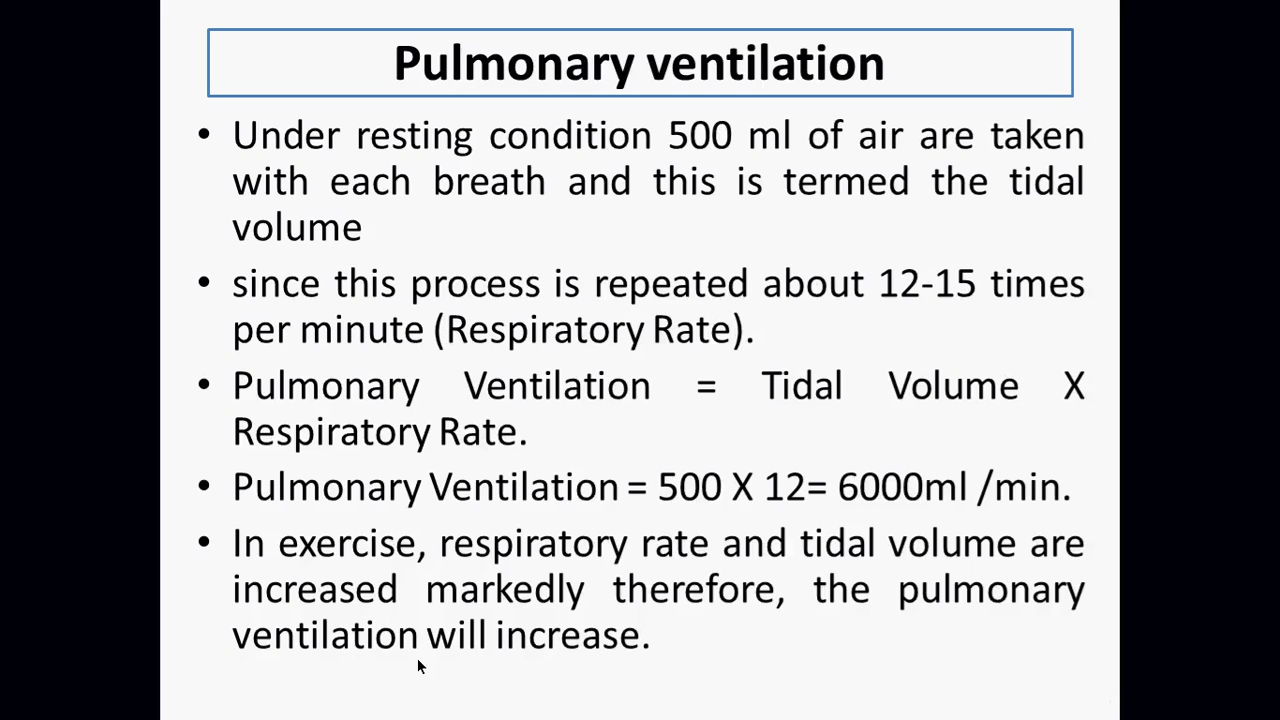 Pulmonary ventilation
• Under resting condition 500 ml of air are taken
with each breath and this is termed the tidal
volume
• since this process is repeated about 12-15 times
per minute (Respiratory Rate).
• Pulmonary Ventilation = Tidal Volume X
Respiratory Rate.
• Pulmonary Ventilation = 500 X 12= 6000ml /min.
• In exercise, respiratory rate and tidal volume are
increased markedly therefore, the pulmonary
ventilation will increase.